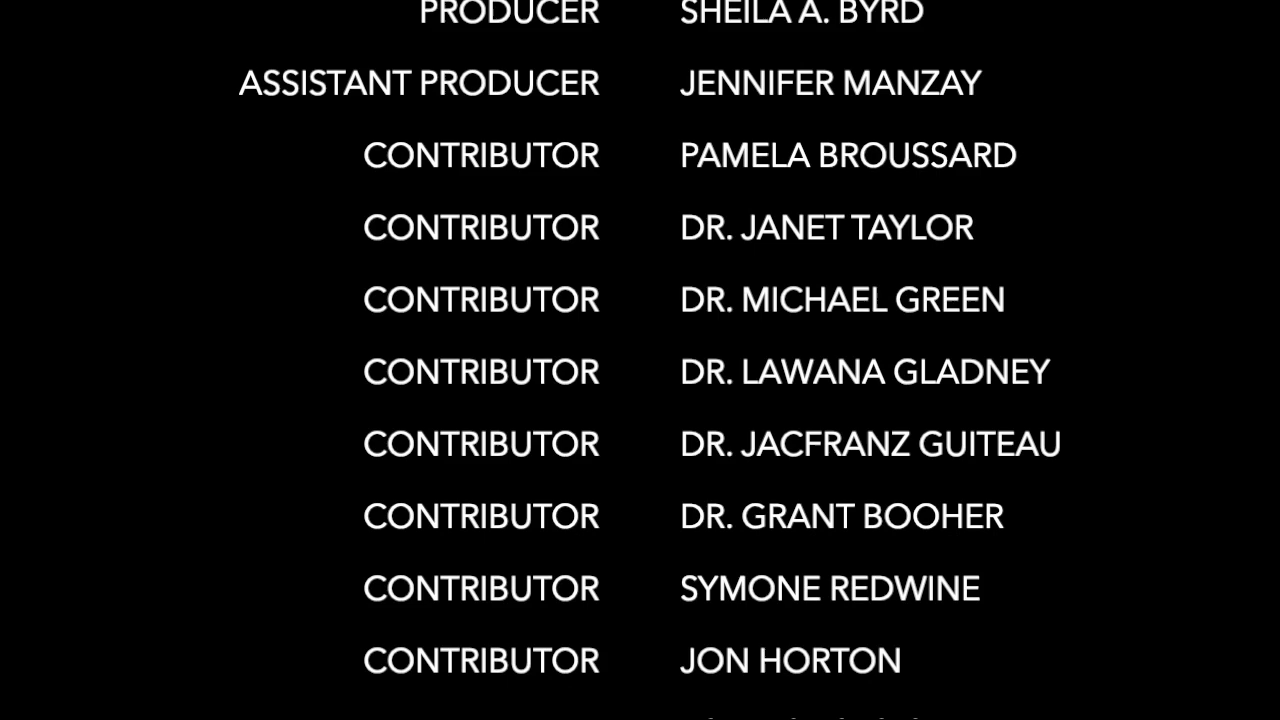 PRODUCER SHEILA A. BYRD
ASSISTANT PRODUCER JENNIFER MANZAY
CONTRIBUTOR PAMELA BROUSSARD
CONTRIBUTOR DR. JANET TAYLOR
CONTRIBUTOR DR. MICHAEL GREEN
CONTRIBUTOR DR. LAWANA GLADNEY
CONTRIBUTOR DR. JACFRANZ GUITEAU
CONTRIBUTOR DR. GRANT BOOHER
CONTRIBUTOR SYMONE REDWINE
CONTRIBUTOR JON HORTON